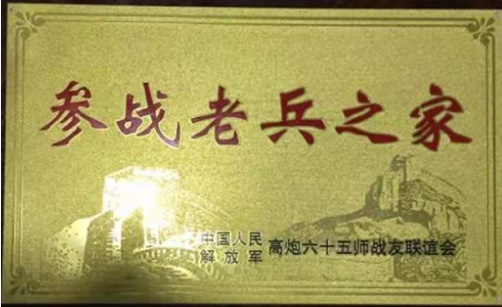 参战老兵之家
中国人民
解放军
高炮六十五师战友联谊会